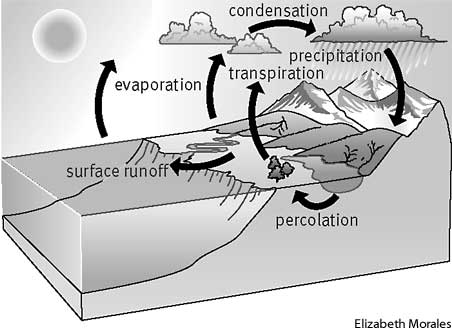 condensation
precipitation
evaporation
transpiration
surface runoff
percolation
Elizabeth Morales